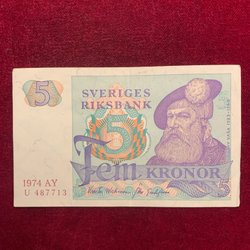 5
SVERIGES
RIKSBANK
5
Fem KRONOR
1974 AY
U 487713